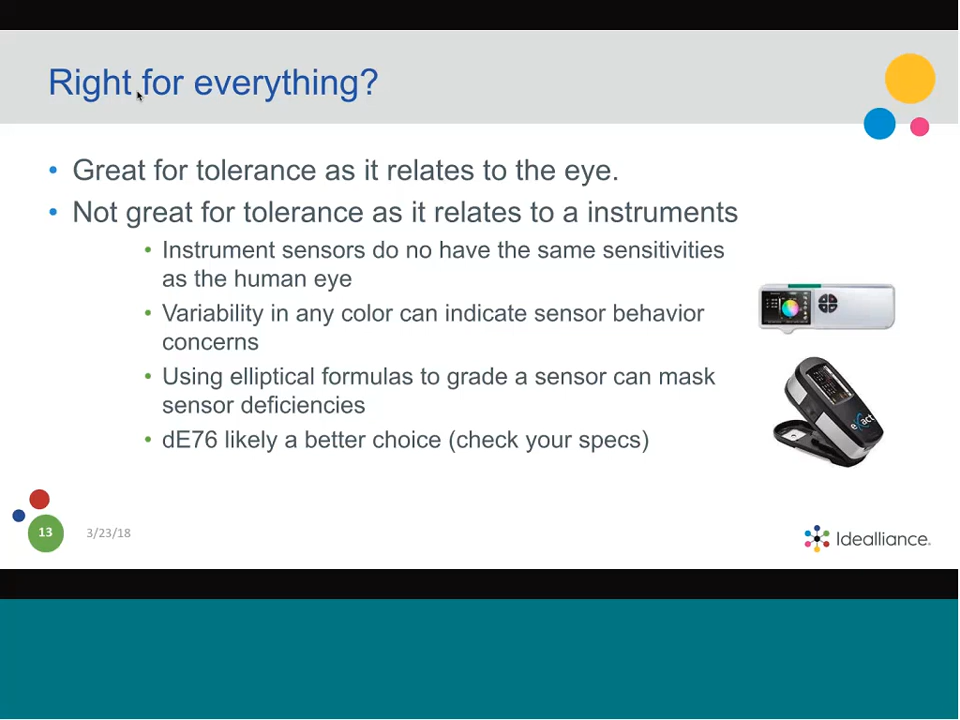 Right for everything?
• Great for tolerance as it relates to the eye.
• Not great for tolerance as it relates to a instruments
• Instrument sensors do no have the same sensitivities
as the human eye
• Variability in any color can indicate sensor behavior
concerns
• Using elliptical formulas to grade a sensor can mask
sensor deficiencies
• dE76 likely a better choice (check your specs)
eXact
13
3/23/18
Idealliance.